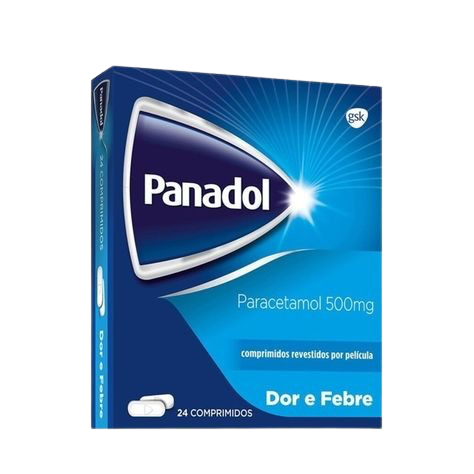 Panadol
24 COMPRIMIDOS
Dor e Febre
gsk
Panadol
Paracetamol 500mg
comprimidos revestidos por película
Dor e Febre
24 COMPRIMIDOS